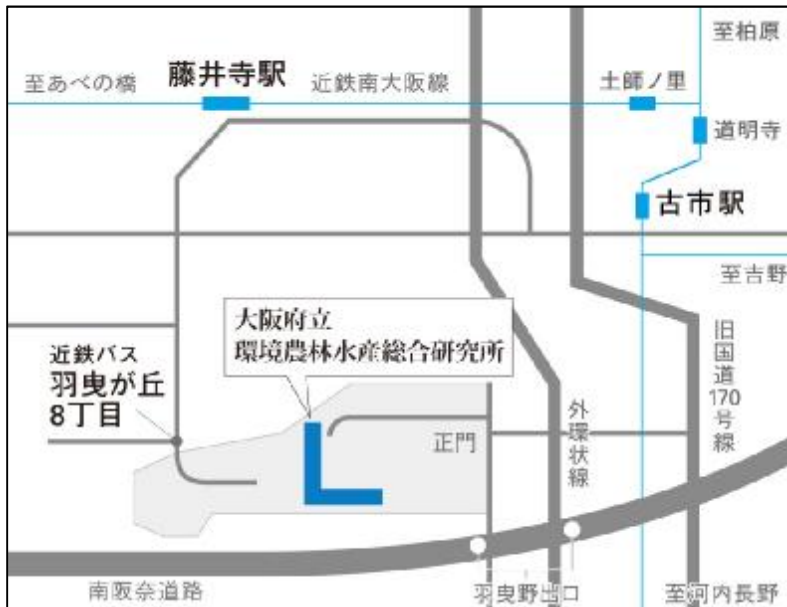 至柏原
至あべの橋
藤井寺駅
近鉄南大阪線
土師ノ里
道明寺
古市駅
至吉野
大阪府立
環境農林水産総合研究所
近鉄バス
羽曳が丘
8丁目
正門
外環状線
旧国道170号線
南阪奈道路
羽曳野出口
至河内長野